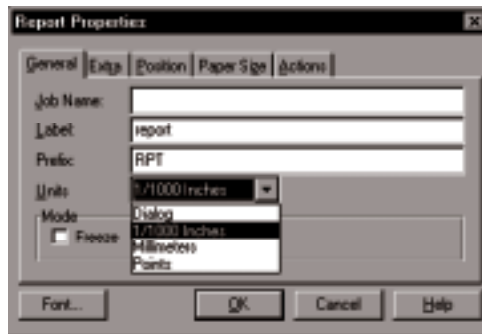 Report Properties
General Extra Position Paper Size Actions
Job Name:
Label: report
Prefix: RPT
Units 1/1000 Inches
Mode Dialog
Freeze 1/1000 Inches
Millimeters
Points
Font... OK Cancel Help